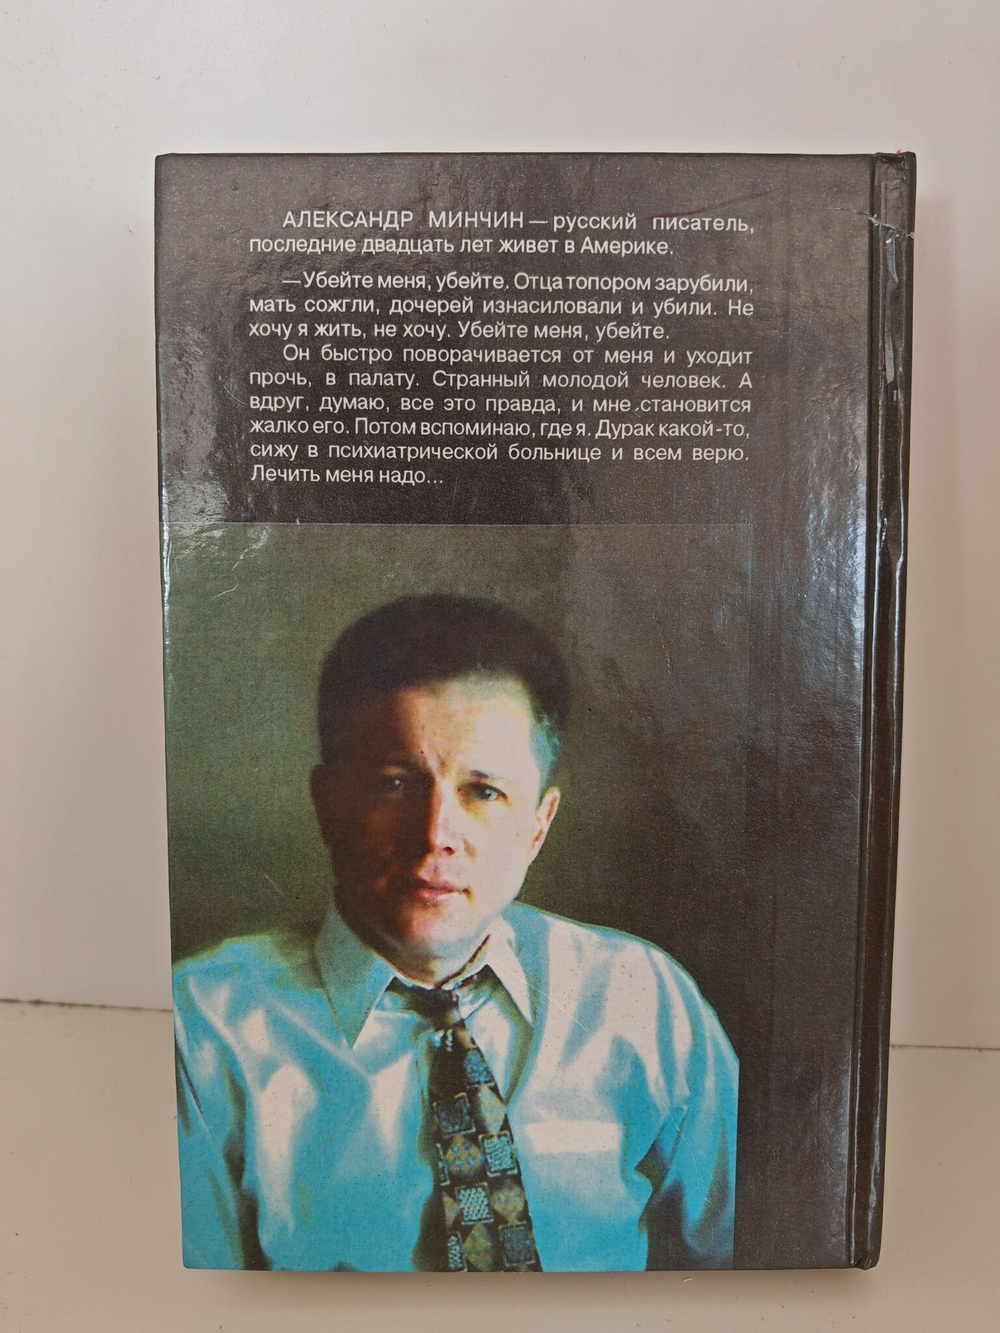 АЛЕКСАНДР МИНЧИН — русский писатель,
последние двадцать лет живет в Америке.
— Убейте меня, убейте. Отца топором зарубили,
мать сожгли, дочерей изнасиловали и убили. Не
хочу я жить, не хочу. Убейте меня, убейте.
Он быстро поворачивается от меня и уходит
прочь, в палату. Странный молодой человек. А
вдруг, думаю, все это правда, и мне становится
жалко его. Потом вспоминаю, где я. Дурак какой-то,
сижу в психиатрической больнице и всем верю.
Лечить меня надо...